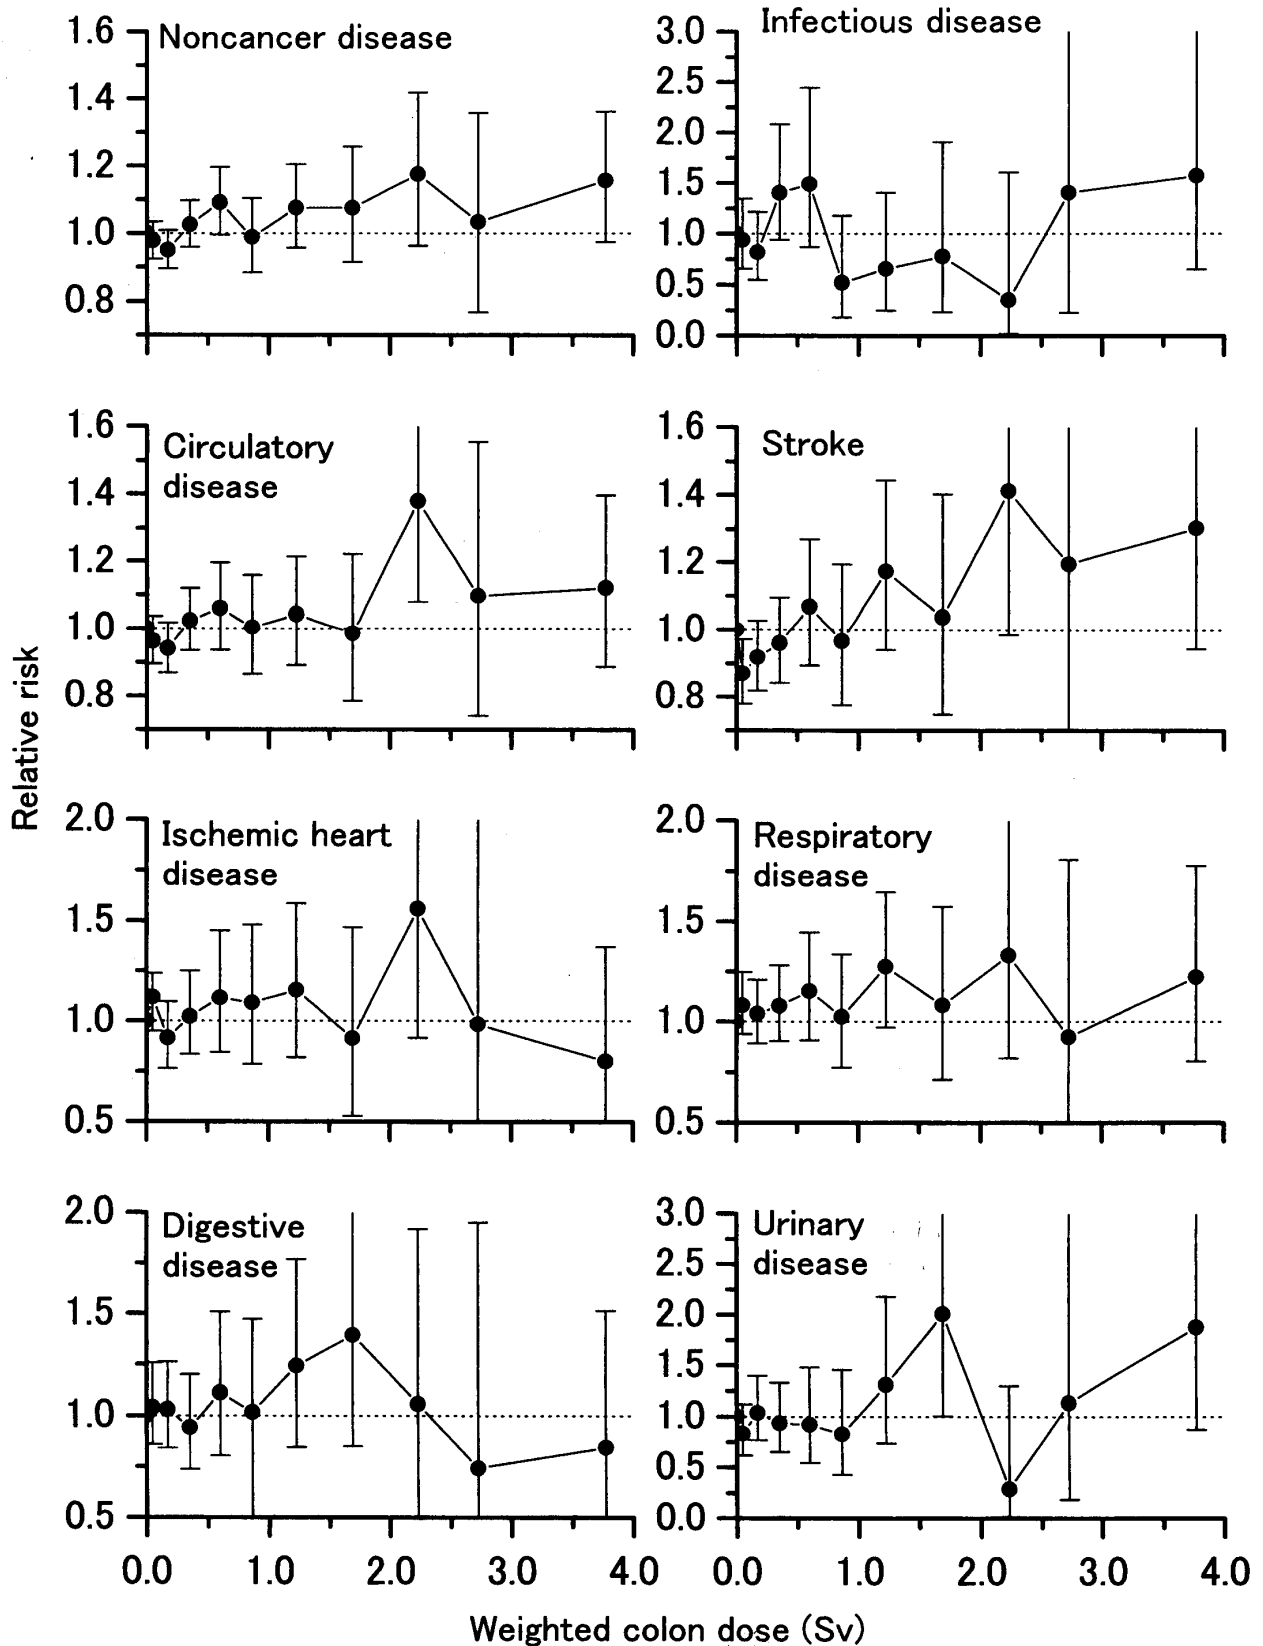 Noncancer disease
1.6
1.4
1.2
1.0
0.8
Infectious disease
3.0
2.5
2.0
1.5
1.0
0.5
0.0
Circulatory
disease
1.6
1.4
1.2
1.0
0.8
Stroke
1.6
1.4
1.2
1.0
0.8
Relative risk
Ischemic heart
disease
2.0
1.5
1.0
0.5
Respiratory
disease
2.0
1.5
1.0
0.5
Digestive
disease
2.0
1.5
1.0
0.5
0.0 1.0 2.0 3.0 4.0
Urinary
disease
3.0
2.5
2.0
1.5
1.0
0.5
0.0
0.0 1.0 2.0 3.0 4.0
Weighted colon dose (Sv)